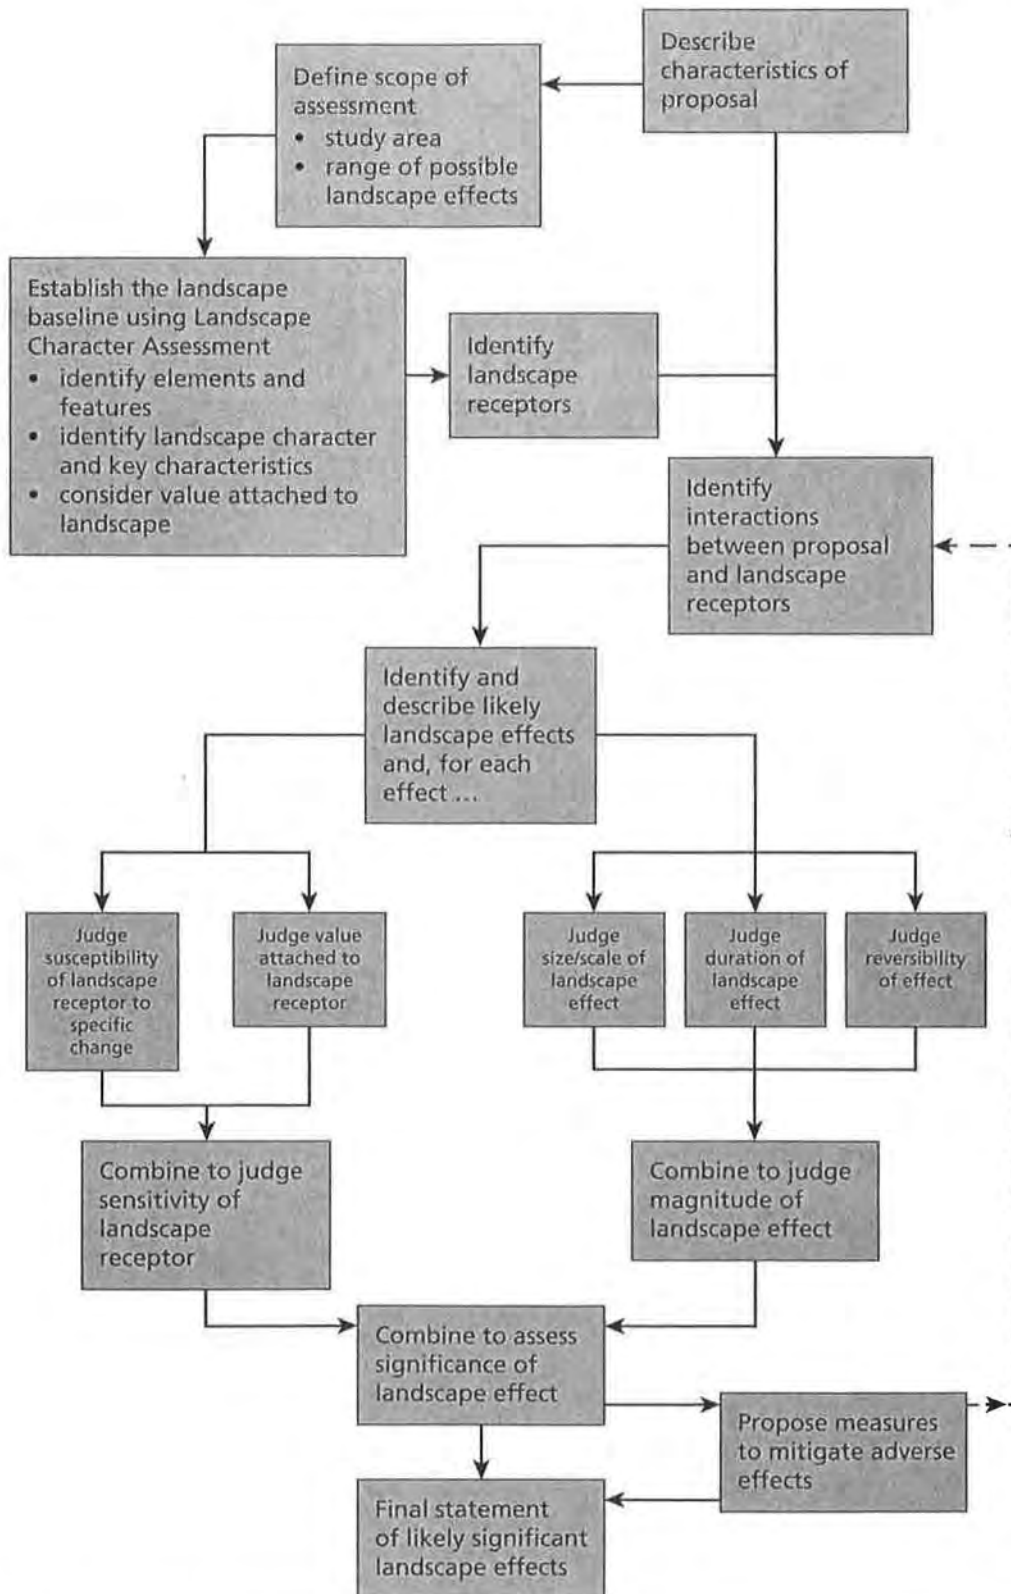 Describe
characteristics of
proposal
Define scope of
assessment
• study area
• range of possible
landscape effects
Establish the landscape
baseline using Landscape
Character Assessment
• identify elements and
features
• identify landscape character
and key characteristics
• consider value attached to
landscape
Identify
landscape
receptors
Identify
interactions
between proposal
and landscape
receptors
Identify and
describe likely
landscape effects
and, for each
effect ...
Judge
susceptibility
of landscape
receptor to
specific
change
Judge value
attached to
landscape
receptor
Judge
size/scale of
landscape
effect
Judge
duration of
landscape
effect
Judge
reversibility
of effect
Combine to judge
sensitivity of
landscape
receptor
Combine to judge
magnitude of
landscape effect
Combine to assess
significance of
landscape effect
Propose measures
to mitigate adverse
effects
Final statement
of likely significant
landscape effects